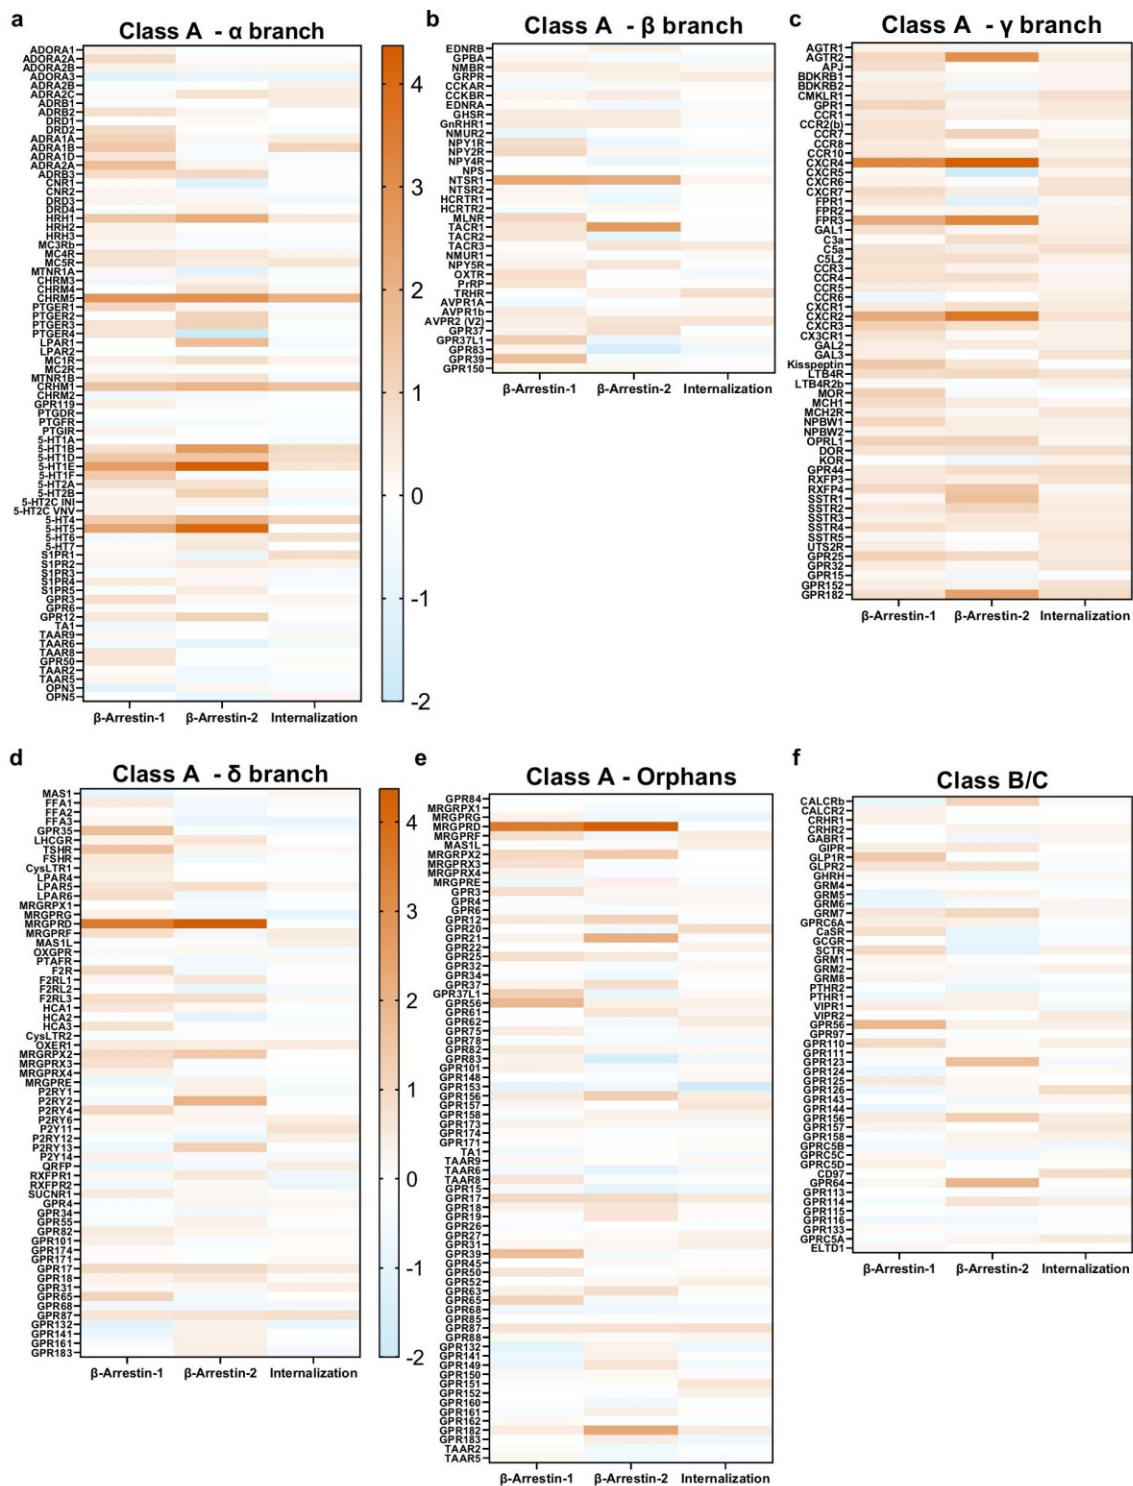 a
Class A - α branch
ADORA1
ADORA2A
ADORA2B
ADORA3
ADRA2B
ADRA2C
ADRB1
ADRB2
DRD1
DRD2
ADRA1A
ADRA1B
ADRA1D
ADRA2A
ADRB3
CNR1
CNR2
DRD3
DRD4
HRH1
HRH2
HRH3
MC3Rb
MC4R
MC5R
MTNR1A
CHRM3
CHRM4
CHRM5
PTGER1
PTGER2
PTGER3
PTGER4
LPAR1
LPAR2
MC1R
MC2R
MTNR1B
CRHM1
CHRM2
GPR119
PTGDR
PTGFR
PTGIR
5-HT1A
5-HT1B
5-HT1D
5-HT1E
5-HT1F
5-HT2A
5-HT2B
5-HT2C INI
5-HT2C VNV
5-HT4
5-HT5
5-HT6
5-HT7
S1PR1
S1PR2
S1PR3
S1PR4
S1PR5
GPR3
GPR6
GPR12
TA1
TAAR9
TAAR6
TAAR8
GPR50
TAAR2
TAAR5
OPN3
OPN5
β-Arrestin-1 β-Arrestin-2 Internalization
4
3
2
1
0
-1
-2
b
Class A - β branch
EDNRB
GPBA
NMBR
GRPR
CCKAR
CCKBR
EDNRA
GHSR
GnRHR1
NMUR2
NPY1R
NPY2R
NPY4R
NPS
NTSR1
NTSR2
HCRTR1
HCRTR2
MLNR
TACR1
TACR2
TACR3
NMUR1
NPY5R
OXTR
PrRP
TRHR
AVPR1A
AVPR1b
AVPR2 (V2)
GPR37
GPR37L1
GPR83
GPR39
GPR150
β-Arrestin-1 β-Arrestin-2 Internalization
c
Class A - γ branch
AGTR1
AGTR2
APJ
BDKRB1
BDKRB2
CMKLR1
GPR1
CCR1
CCR2(b)
CCR7
CCR8
CCR10
CXCR4
CXCR5
CXCR6
CXCR7
FPR1
FPR2
FPR3
GAL1
C3a
C5a
C5L2
CCR3
CCR4
CCR5
CCR6
CXCR1
CXCR2
CXCR3
CX3CR1
GAL2
GAL3
Kisspeptin
LTB4R
LTB4R2b
MOR
MCH1
MCH2R
NPBW1
NPBW2
OPRL1
DOR
KOR
GPR44
RXFP3
RXFP4
SSTR1
SSTR2
SSTR3
SSTR4
SSTR5
UTS2R
GPR25
GPR32
GPR15
GPR152
GPR182
β-Arrestin-1 β-Arrestin-2 Internalization
d
Class A - δ branch
MAS1
FFA1
FFA2
FFA3
GPR35
LHCGR
TSHR
FSHR
CysLTR1
LPAR4
LPAR5
LPAR6
MRGRPX1
MRGPRG
MRGPRD
MRGPRF
MAS1L
OXGPR
PTAFR
F2R
F2RL1
F2RL2
F2RL3
HCA1
HCA2
HCA3
CysLTR2
OXER1
MRGRPX2
MRGPRX3
MRGPRX4
MRGPRE
P2RY1
P2RY2
P2RY4
P2RY6
P2Y11
P2RY12
P2RY13
P2Y14
QRFP
RXFPR1
RXFPR2
SUCNR1
GPR4
GPR34
GPR55
GPR82
GPR101
GPR174
GPR171
GPR17
GPR18
GPR31
GPR65
GPR68
GPR87
GPR132
GPR141
GPR161
GPR183
β-Arrestin-1 β-Arrestin-2 Internalization
4
3
2
1
0
-1
-2
e
Class A - Orphans
GPR84
MRGRPX1
MRGPRG
MRGPRD
MRGPRF
MAS1L
MRGRPX2
MRGPRX3
MRGPRX4
MRGPRE
GPR3
GPR4
GPR6
GPR12
GPR20
GPR21
GPR22
GPR25
GPR32
GPR34
GPR37
GPR37L1
GPR56
GPR61
GPR62
GPR75
GPR78
GPR82
GPR83
GPR101
GPR148
GPR153
GPR156
GPR157
GPR158
GPR173
GPR174
GPR171
TA1
TAAR9
TAAR6
TAAR8
GPR15
GPR17
GPR18
GPR19
GPR26
GPR27
GPR31
GPR39
GPR45
GPR50
GPR52
GPR63
GPR65
GPR68
GPR85
GPR87
GPR88
GPR132
GPR141
GPR149
GPR150
GPR151
GPR152
GPR160
GPR161
GPR162
GPR182
GPR183
TAAR2
TAAR5
β-Arrestin-1 β-Arrestin-2 Internalization
f
Class B/C
CALCRb
CALCR2
CRHR1
CRHR2
GABR1
GIPR
GLP1R
GLPR2
GHRH
GRM4
GRM5
GRM6
GRM7
GPRC6A
CaSR
GCGR
SCTR
GRM1
GRM2
GRM8
PTHR2
PTHR1
VIPR1
VIPR2
GPR56
GPR97
GPR110
GPR111
GPR123
GPR124
GPR125
GPR126
GPR143
GPR144
GPR156
GPR157
GPR158
GPRC5B
GPRC5C
GPRC5D
CD97
GPR64
GPR113
GPR114
GPR115
GPR116
GPR133
GPRC5A
ELTD1
β-Arrestin-1 β-Arrestin-2 Internalization